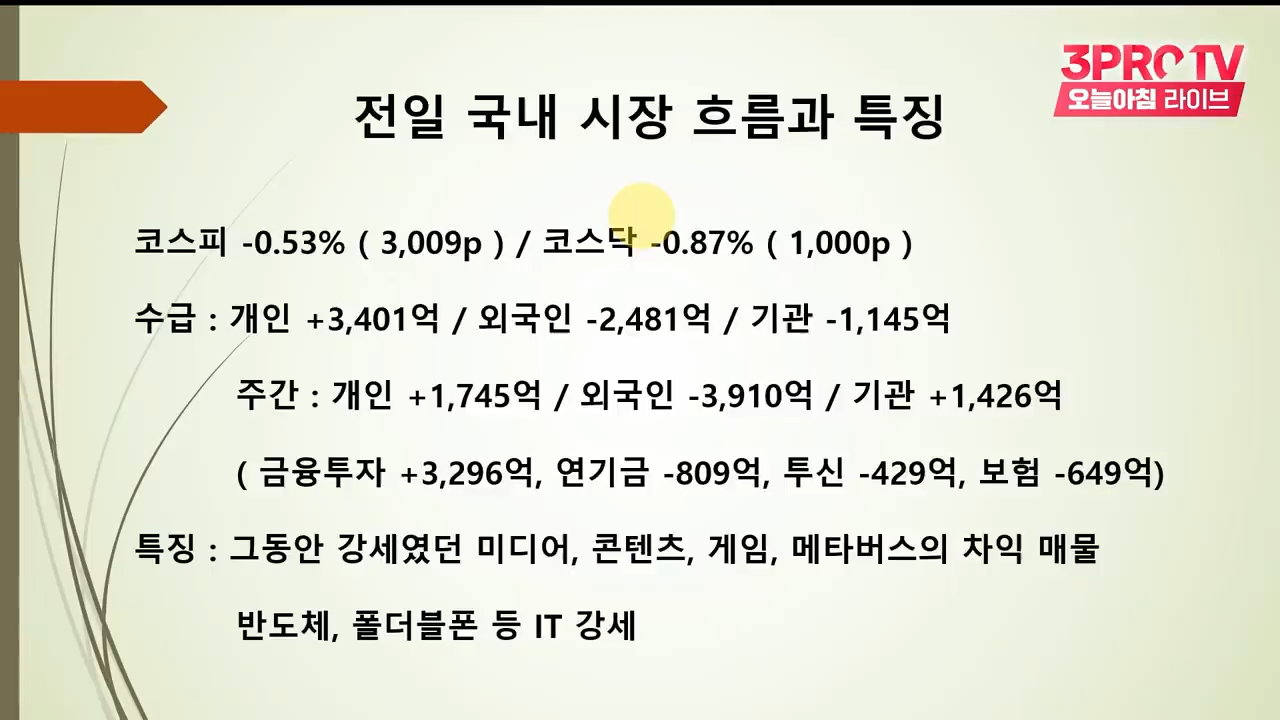 3PRO TV
오늘아침 라이브
전일 국내 시장 흐름과 특징
코스피 -0.53% ( 3,009p ) / 코스닥 -0.87% ( 1,000p )
수급 : 개인 +3,401억 / 외국인 -2,481억 / 기관 -1,145억
주간 : 개인 +1,745억 / 외국인 -3,910억 / 기관 +1,426억
( 금융투자 +3,296억, 연기금 -809억, 투신 -429억, 보험 -649억)
특징 : 그동안 강세였던 미디어, 콘텐츠, 게임, 메타버스의 차익 매물
반도체, 폴더블폰 등 IT 강세